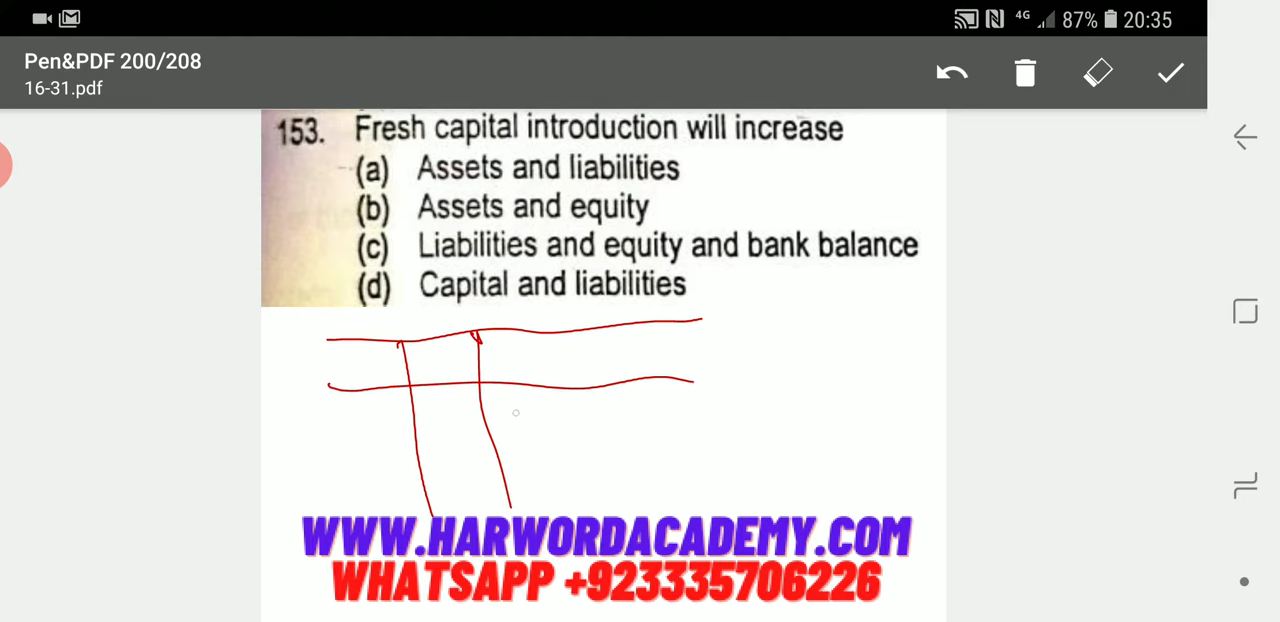 4G 87% 20:35
Pen&PDF 200/208
16-31.pdf
153. Fresh capital introduction will increase
(a) Assets and liabilities
(b) Assets and equity
(c) Liabilities and equity and bank balance
(d) Capital and liabilities
WWW.HARWORDACADEMY.COM
WHATSAPP +923335706226